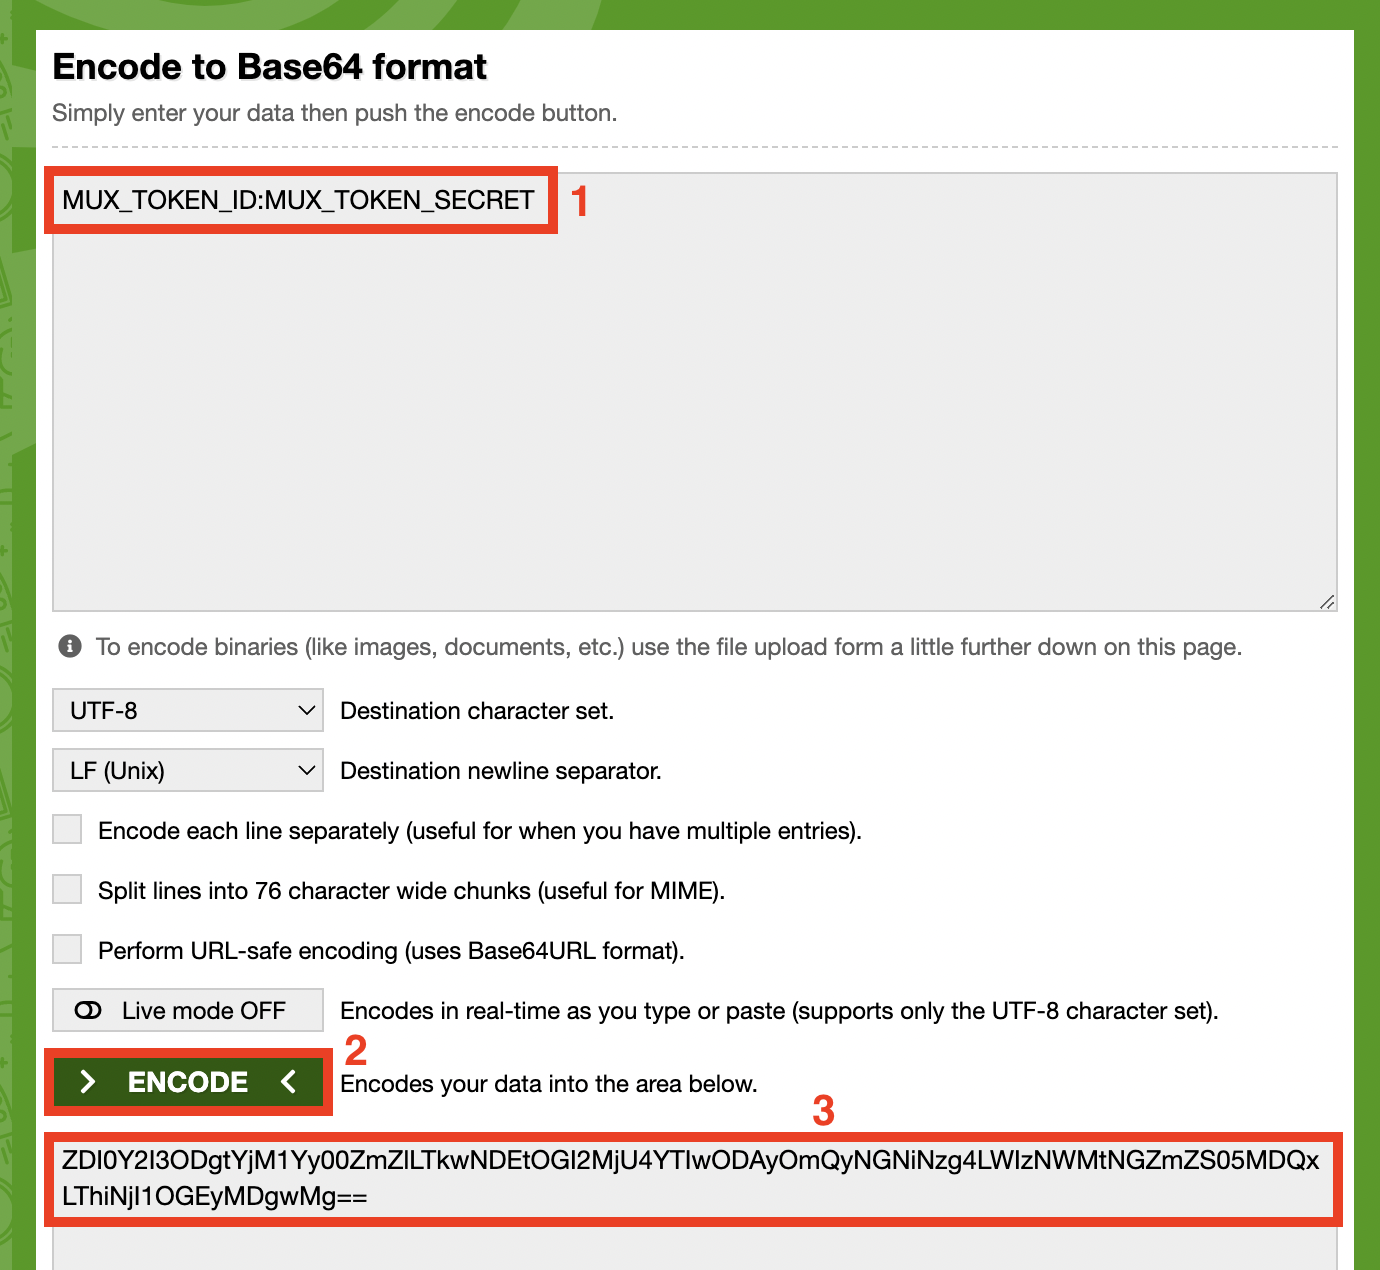 Encode to Base64 format
Simply enter your data then push the encode button.
MUX_TOKEN_ID:MUX_TOKEN_SECRET 1
To encode binaries (like images, documents, etc.) use the file upload form a little further down on this page.
UTF-8 Destination character set.
LF (Unix) Destination newline separator.
Encode each line separately (useful for when you have multiple entries).
Split lines into 76 character wide chunks (useful for MIME).
Perform URL-safe encoding (uses Base64URL format).
Live mode OFF Encodes in real-time as you type or paste (supports only the UTF-8 character set).
2
> ENCODE < Encodes your data into the area below.
3
ZDI0Y2I3ODgtYjM1Yy00ZmZlLTkwNDEtOGI2MjU4YTIwODAyOmQyNGNiNzg4LWIzNWMtNGZmZS05MDQx
LThiNjI1OGEyMDgwMg==